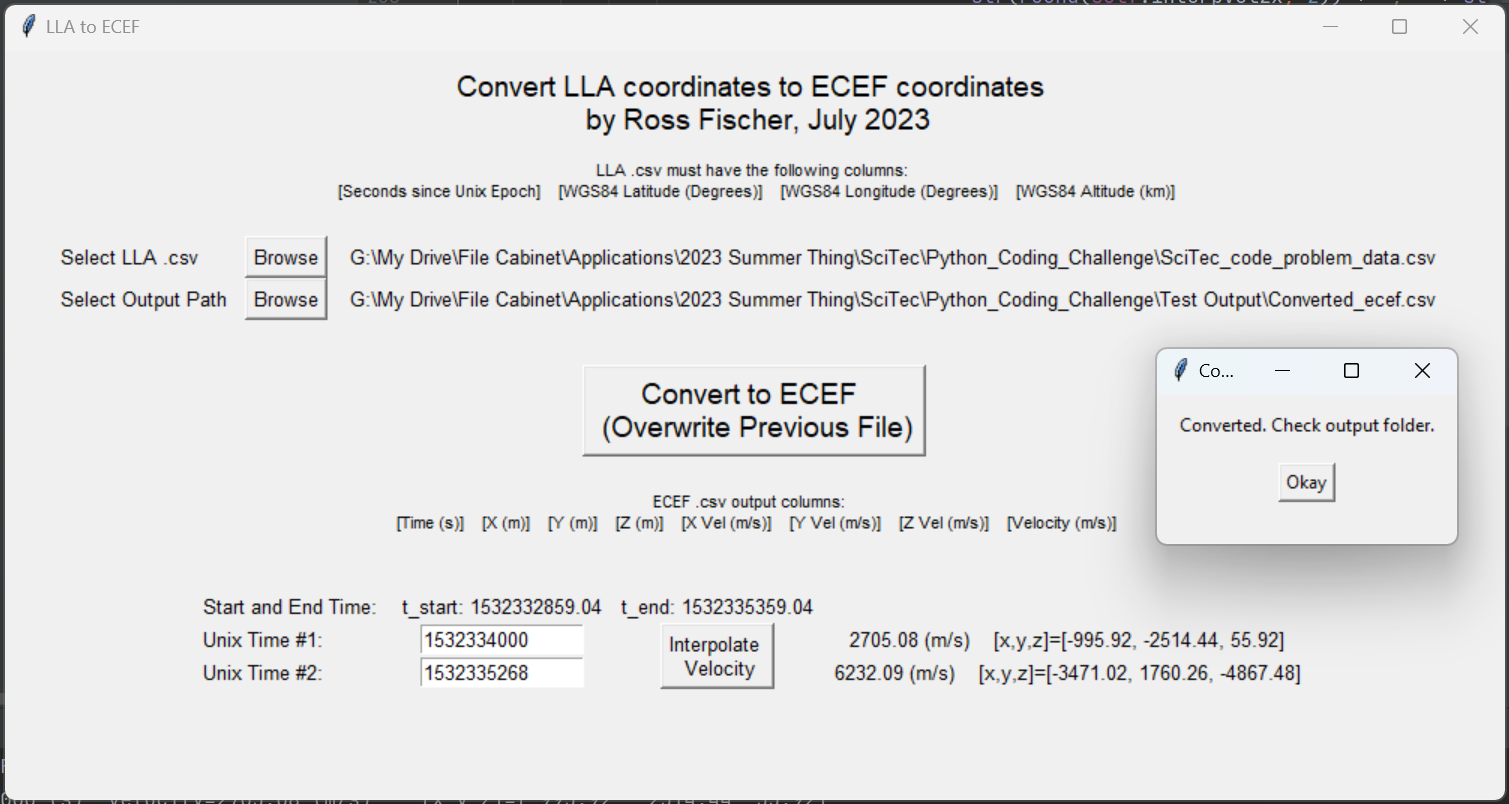 LLA to ECEF
Convert LLA coordinates to ECEF coordinates
by Ross Fischer, July 2023
LLA .csv must have the following columns:
[Seconds since Unix Epoch] [WGS84 Latitude (Degrees)] [WGS84 Longitude (Degrees)] [WGS84 Altitude (km)]
Select LLA .csv Browse G:\My Drive\File Cabinet\Applications\2023 Summer Thing\SciTec\Python_Coding_Challenge\SciTec_code_problem_data.csv
Select Output Path Browse G:\My Drive\File Cabinet\Applications\2023 Summer Thing\SciTec\Python_Coding_Challenge\Test Output\Converted_ecef.csv
Convert to ECEF
(Overwrite Previous File)
Co...
Converted. Check output folder.
Okay
ECEF .csv output columns:
[Time (s)] [X (m)] [Y (m)] [Z (m)] [X Vel (m/s)] [Y Vel (m/s)] [Z Vel (m/s)] [Velocity (m/s)]
Start and End Time: t_start: 1532332859.04 t_end: 1532335359.04
Unix Time #1: 1532334000 Interpolate 2705.08 (m/s) [x,y,z]=[-995.92, -2514.44, 55.92]
Unix Time #2: 1532335268 Velocity 6232.09 (m/s) [x,y,z]=[-3471.02, 1760.26, -4867.48]